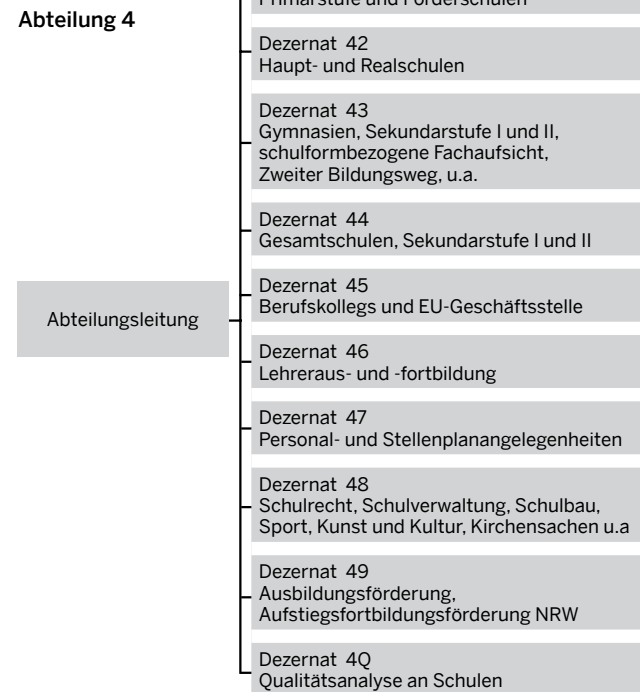 Abteilung 4
Primarstufe und Förderschulen
Dezernat 42
Haupt- und Realschulen
Dezernat 43
Gymnasien, Sekundarstufe I und II,
schulformbezogene Fachaufsicht,
Zweiter Bildungsweg, u.a.
Dezernat 44
Gesamtschulen, Sekundarstufe I und II
Abteilungsleitung
Dezernat 45
Berufskollegs und EU-Geschäftsstelle
Dezernat 46
Lehreraus- und -fortbildung
Dezernat 47
Personal- und Stellenplanangelegenheiten
Dezernat 48
Schulrecht, Schulverwaltung, Schulbau,
Sport, Kunst und Kultur, Kirchensachen u.a
Dezernat 49
Ausbildungsförderung,
Aufstiegsfortbildungsförderung NRW
Dezernat 4Q
Qualitätsanalyse an Schulen